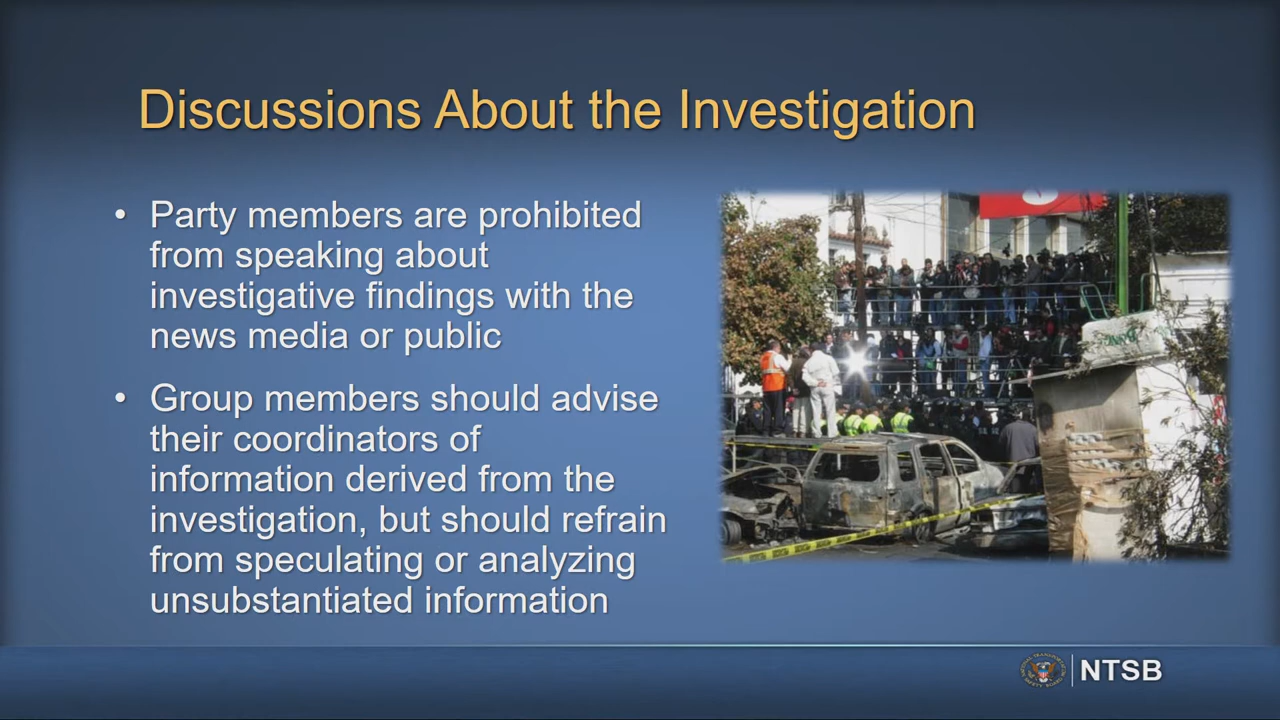 Discussions About the Investigation
• Party members are prohibited
from speaking about
investigative findings with the
news media or public
• Group members should advise
their coordinators of
information derived from the
investigation, but should refrain
from speculating or analyzing
unsubstantiated information
NTSB